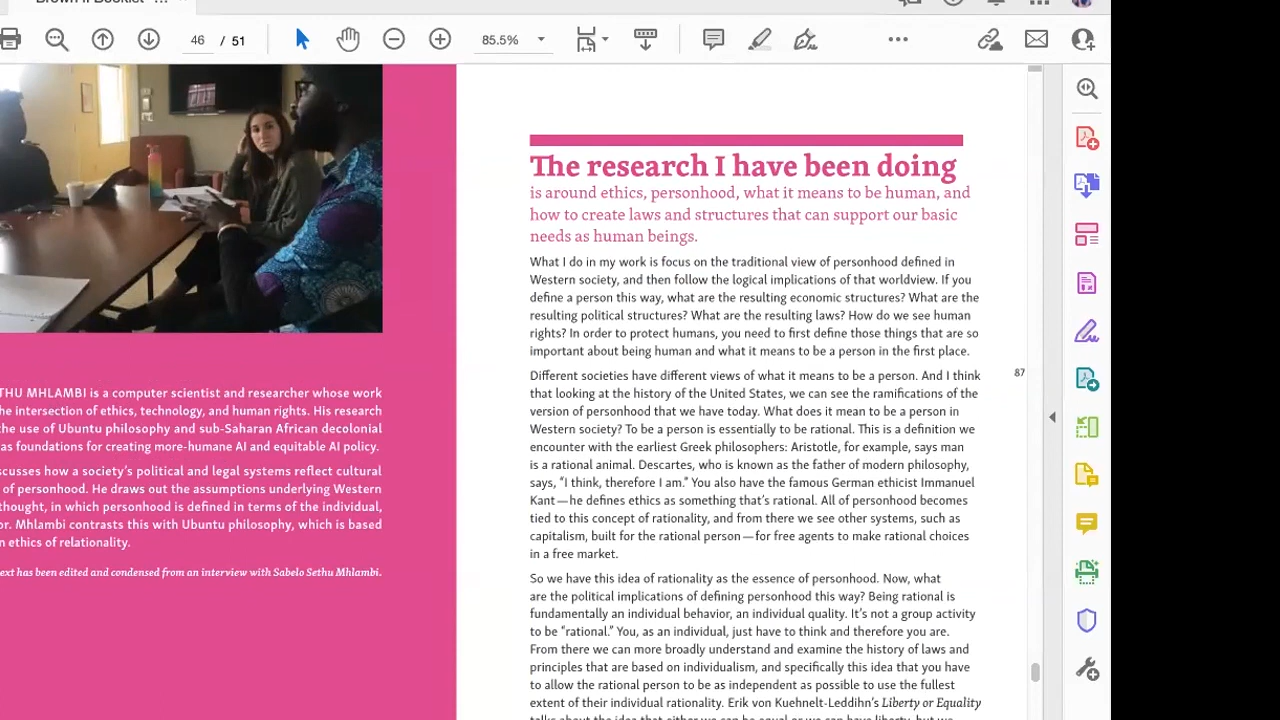 46 / 51
85.5%
The research I have been doing
is around ethics, personhood, what it means to be human, and
how to create laws and structures that can support our basic
needs as human beings.
What I do in my work is focus on the traditional view of personhood defined in
Western society, and then follow the logical implications of that worldview. If you
define a person this way, what are the resulting economic structures? What are the
resulting political structures? What are the resulting laws? How do we see human
rights? In order to protect humans, you need to first define those things that are so
important about being human and what it means to be a person in the first place.
Different societies have different views of what it means to be a person. And I think
that looking at the history of the United States, we can see the ramifications of the
version of personhood that we have today. What does it mean to be a person in
Western society? To be a person is essentially to be rational. This is a definition we
encounter with the earliest Greek philosophers: Aristotle, for example, says man
is a rational animal. Descartes, who is known as the father of modern philosophy,
says, “I think, therefore I am.” You also have the famous German ethicist Immanuel
Kant—he defines ethics as something that’s rational. All of personhood becomes
tied to this concept of rationality, and from there we see other systems, such as
capitalism, built for the rational person—for free agents to make rational choices
in a free market.
So we have this idea of rationality as the essence of personhood. Now, what
are the political implications of defining personhood this way? Being rational is
fundamentally an individual behavior, an individual quality. It’s not a group activity
to be “rational.” You, as an individual, just have to think and therefore you are.
From there we can more broadly understand and examine the history of laws and
principles that are based on individualism, and specifically this idea that you have
to allow the rational person to be as independent as possible to use the fullest
extent of their individual rationality. Erik von Kuehnelt-Leddihn’s Liberty or Equality
87
THU MHLAMBI is a computer scientist and researcher whose work
he intersection of ethics, technology, and human rights. His research
the use of Ubuntu philosophy and sub-Saharan African decolonial
as foundations for creating more-humane AI and equitable AI policy.
scusses how a society’s political and legal systems reflect cultural
of personhood. He draws out the assumptions underlying Western
thought, in which personhood is defined in terms of the individual,
or. Mhlambi contrasts this with Ubuntu philosophy, which is based
n ethics of relationality.
ext has been edited and condensed from an interview with Sabelo Sethu Mhlambi.